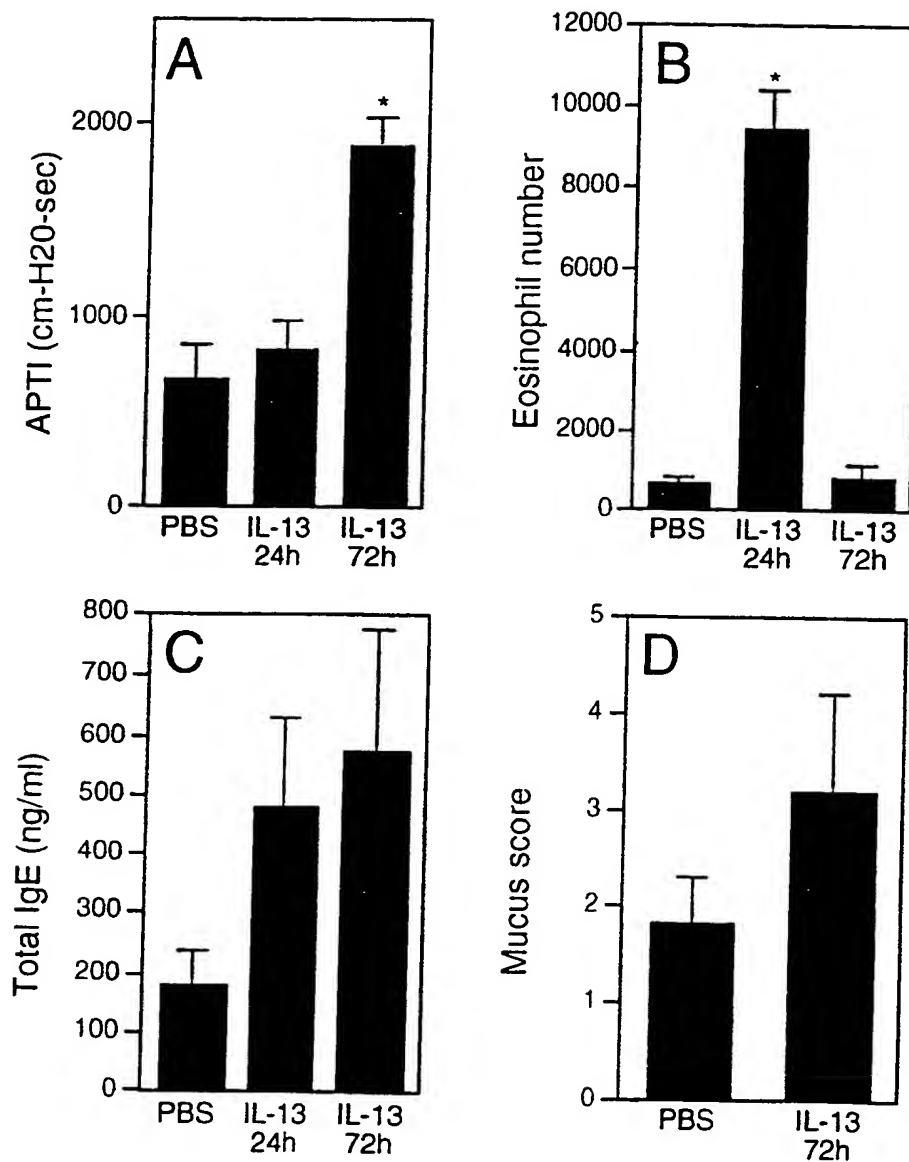 A
APTI (cm-H20-sec)
2000
1000
0
*
PBS
IL-13
24h
IL-13
72h
B
Eosinophil number
12000
10000
8000
6000
4000
2000
0
*
PBS
IL-13
24h
IL-13
72h
C
Total IgE (ng/ml)
800
700
600
500
400
300
200
100
0
PBS
IL-13
24h
IL-13
72h
D
Mucus score
5
4
3
2
1
0
PBS
IL-13
72h